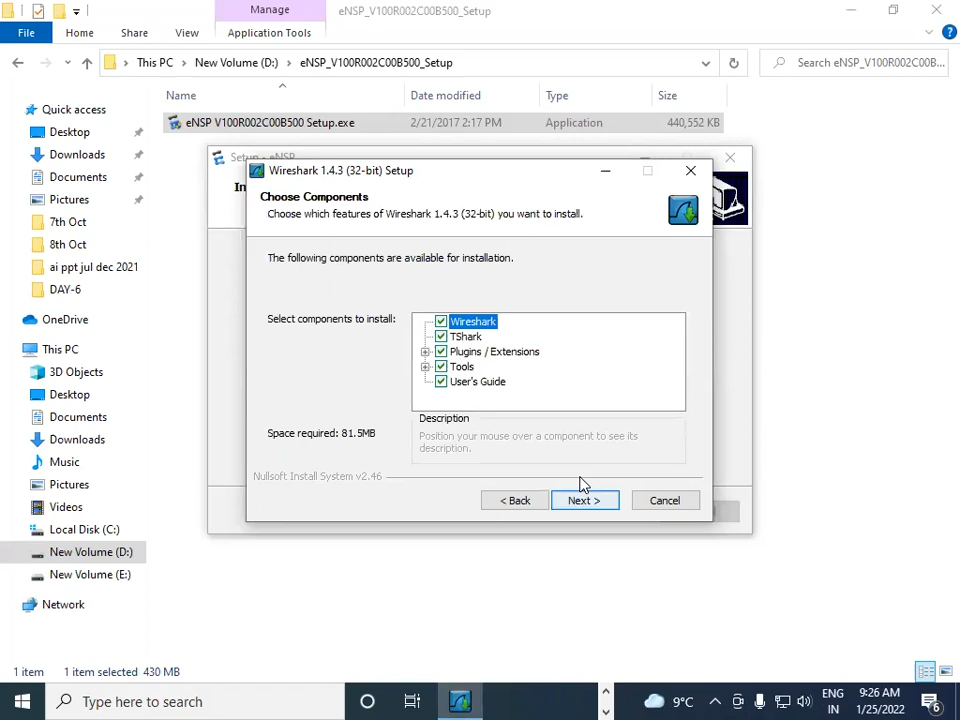 Manage
eNSP_V100R002C00B500_Setup
File
Home
Share
View
Application Tools
This PC
New Volume (D:)
eNSP_V100R002C00B500_Setup
Search eNSP_V100R002C00B...
Name
Date modified
Type
Size
eNSP V100R002C00B500 Setup.exe
2/21/2017 2:17 PM
Application
440,552 KB
Quick access
Desktop
Downloads
Documents
Pictures
7th Oct
8th Oct
ai ppt jul dec 2021
DAY-6
OneDrive
This PC
3D Objects
Desktop
Documents
Downloads
Music
Pictures
Videos
Local Disk (C:)
New Volume (D:)
New Volume (E:)
Network
Setup - eNSP
In
Wireshark 1.4.3 (32-bit) Setup
Choose Components
Choose which features of Wireshark 1.4.3 (32-bit) you want to install.
The following components are available for installation.
Select components to install:
Wireshark
TShark
Plugins / Extensions
Tools
User's Guide
Space required: 81.5MB
Description
Position your mouse over a component to see its
description.
Nullsoft Install System v2.46
< Back
Next >
Cancel
1 item
1 item selected 430 MB
Type here to search
9°C
ENG
IN
9:26 AM
1/25/2022
6